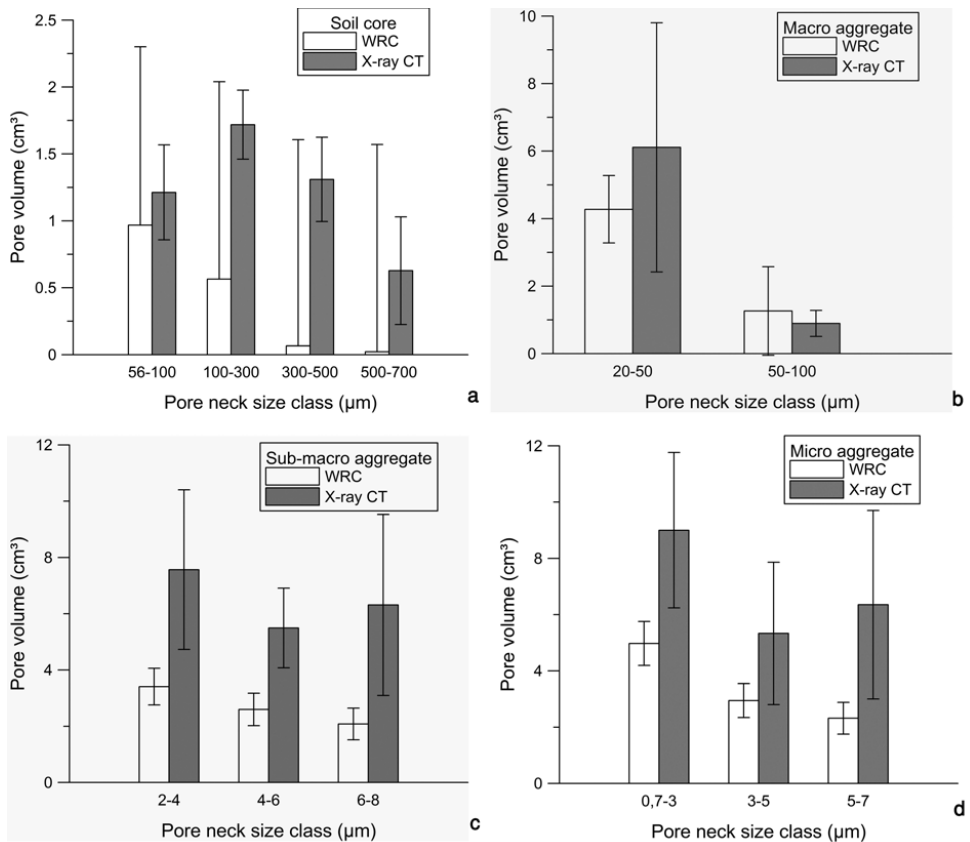 Soil core
WRC
X-ray CT
2.5
2
1.5
1
0.5
0
Pore volume (cm³)
56-100 100-300 300-500 500-700
Pore neck size class (µm)
a
Macro aggregate
WRC
X-ray CT
10
8
6
4
2
0
Pore volume (cm³)
20-50 50-100
Pore neck size class (µm)
b
Sub-macro aggregate
WRC
X-ray CT
12
8
4
0
Pore volume (cm³)
2-4 4-6 6-8
Pore neck size class (µm)
c
Micro aggregate
WRC
X-ray CT
12
8
4
0
Pore volume (cm³)
0,7-3 3-5 5-7
Pore neck size class (µm)
d